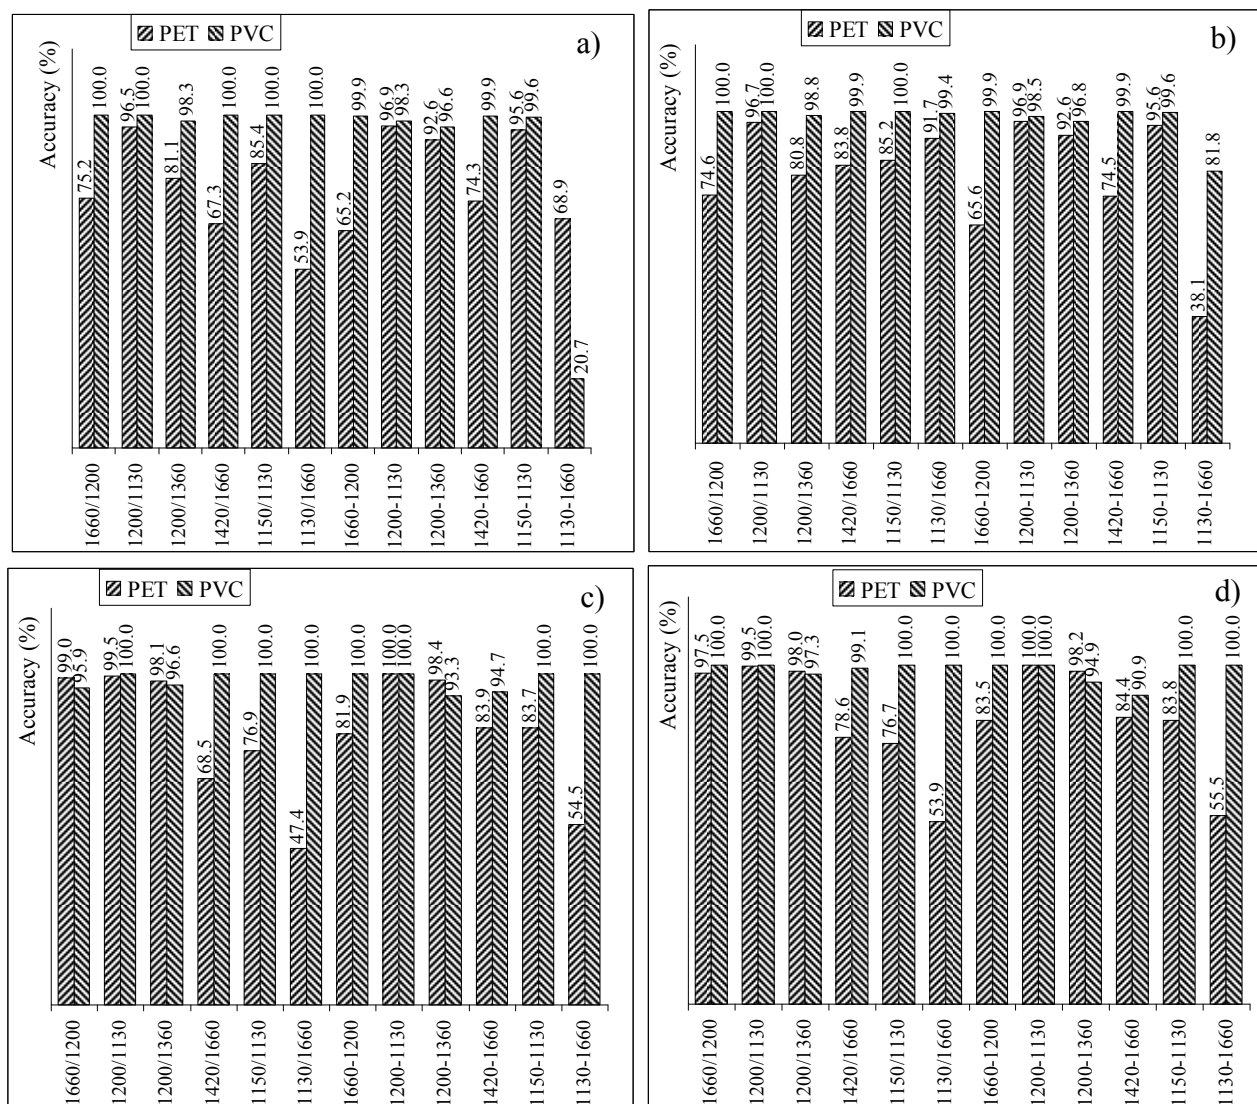 PET PVC
a)
Accuracy (%)
75.2 100.0 96.5 100.0 81.1 98.3 67.3 100.0 85.4 100.0 53.9 100.0 65.2 99.9 96.9 98.3 92.6 96.6 74.3 99.9 95.6 99.6 68.9 20.7
1660/1200 1200/1130 1200/1360 1420/1660 1150/1130 1130/1660 1660-1200 1200-1130 1200-1360 1420-1660 1150-1130 1130-1660
PET PVC
b)
Accuracy (%)
74.6 100.0 96.7 100.0 80.8 98.8 83.8 99.9 85.2 100.0 91.7 99.4 65.6 99.9 96.9 98.5 92.6 96.8 74.5 99.9 95.6 99.6 38.1 81.8
1660/1200 1200/1130 1200/1360 1420/1660 1150/1130 1130/1660 1660-1200 1200-1130 1200-1360 1420-1660 1150-1130 1130-1660
PET PVC
c)
Accuracy (%)
99.0 95.9 99.5 100.0 98.1 96.6 68.5 100.0 76.9 100.0 47.4 100.0 81.9 100.0 100.0 100.0 98.4 93.3 83.9 94.7 83.7 100.0 54.5 100.0
1660/1200 1200/1130 1200/1360 1420/1660 1150/1130 1130/1660 1660-1200 1200-1130 1200-1360 1420-1660 1150-1130 1130-1660
PET PVC
d)
Accuracy (%)
97.5 100.0 99.5 100.0 98.0 97.3 78.6 99.1 76.7 100.0 53.9 100.0 83.5 100.0 100.0 100.0 98.2 94.9 84.4 90.9 83.8 100.0 55.5 100.0
1660/1200 1200/1130 1200/1360 1420/1660 1150/1130 1130/1660 1660-1200 1200-1130 1200-1360 1420-1660 1150-1130 1130-1660